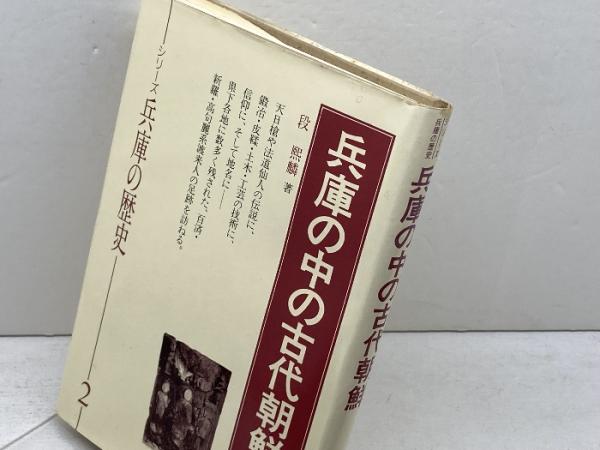 兵庫の中の古代朝鮮
段 熙麟 著
天日槍や法道仙人の伝説に、
鍛冶・皮鞣・土木・工芸の技術に、
信仰に、そして地名に——
県下各地に数多く残された、百済・
新羅・高句麗系渡来人の足跡を訪ねる。
シリーズ 兵庫の歴史 2
兵庫の歴史
兵庫の中の古代朝鮮